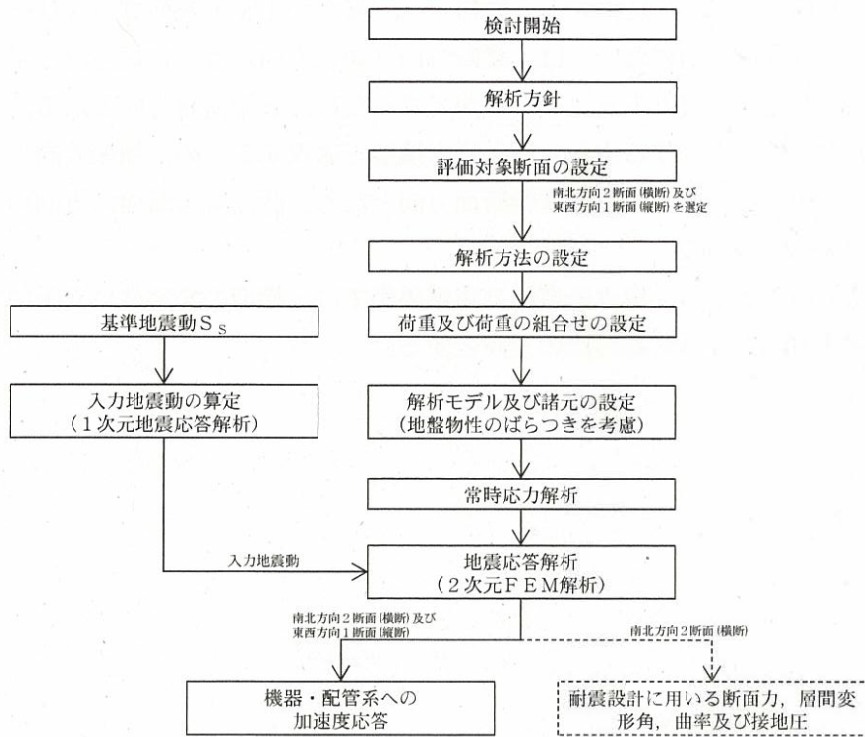 検討開始
解析方針
評価対象断面の設定
南北方向2断面(横断)及び
東西方向1断面(縦断)を選定
解析方法の設定
荷重及び荷重の組合せの設定
基準地震動Ss
入力地震動の算定
(1次元地震応答解析)
解析モデル及び諸元の設定
(地盤物性のばらつきを考慮)
常時応力解析
入力地震動
地震応答解析
(2次元FEM解析)
南北方向2断面(横断)及び
東西方向1断面(縦断)
南北方向2断面(横断)
機器・配管系への
加速度応答
耐震設計に用いる断面力,層間変
形角,曲率及び接地圧